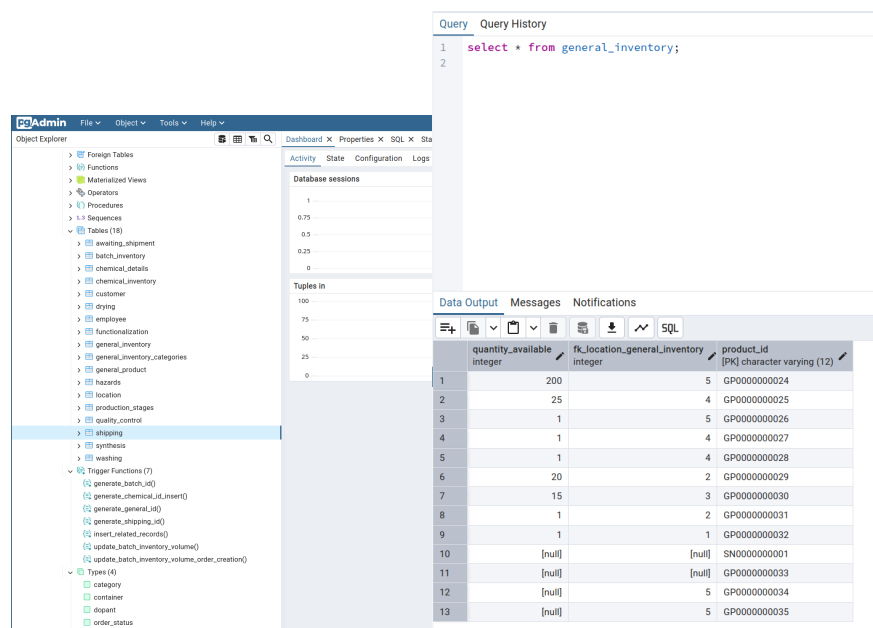 Query Query History
1 select * from general_inventory;
2
pgAdmin File Object Tools Help
Object Explorer
Dashboard Properties SQL Sta
Activity State Configuration Logs
Database sessions
1
0.75
0.5
0.25
0
Tuples in
100
75
50
25
0
Foreign Tables
Functions
Materialized Views
Operators
Procedures
1..3 Sequences
Tables (18)
awaiting_shipment
batch_inventory
chemical_details
chemical_inventory
customer
drying
employee
functionalization
general_inventory
general_inventory_categories
general_product
hazards
location
production_stages
quality_control
shipping
synthesis
washing
Trigger Functions (7)
generate_batch_id()
generate_chemical_id_insert()
generate_general_id()
generate_shipping_id()
insert_related_records()
update_batch_inventory_volume()
update_batch_inventory_volume_order_creation()
Types (4)
category
container
dopant
order_status
Data Output Messages Notifications
SQL
quantity_available fk_location_general_inventory product_id
integer integer [PK] character varying (12)
1 200 5 GP0000000024
2 25 4 GP0000000025
3 1 5 GP0000000026
4 1 4 GP0000000027
5 1 4 GP0000000028
6 20 2 GP0000000029
7 15 3 GP0000000030
8 1 2 GP0000000031
9 1 1 GP0000000032
10 [null] [null] SN0000000001
11 [null] [null] GP0000000033
12 [null] 5 GP0000000034
13 [null] 5 GP0000000035